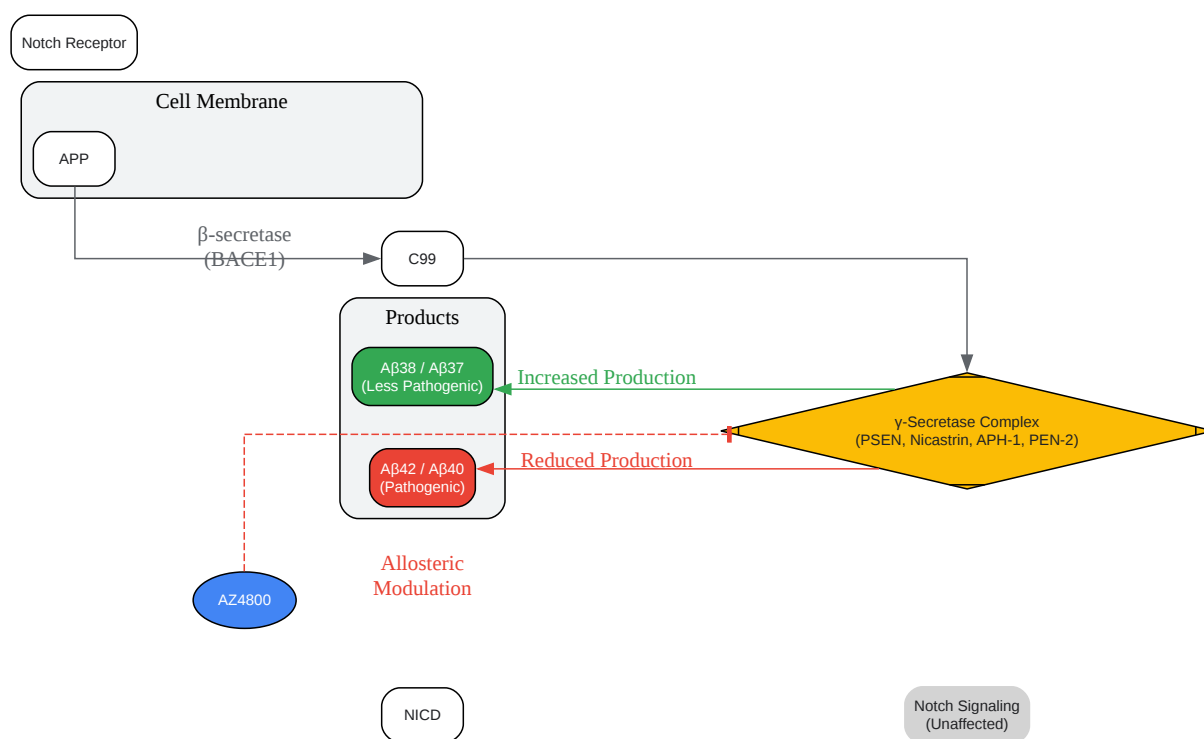 Notch Receptor
Cell Membrane
APP
β-secretase
(BACE1)
C99
Products
Aβ38 / Aβ37
(Less Pathogenic)
Increased Production
γ-Secretase Complex
(PSEN, Nicastrin, APH-1, PEN-2)
Aβ42 / Aβ40
(Pathogenic)
Reduced Production
Allosteric
Modulation
AZ4800
NICD
Notch Signaling
(Unaffected)